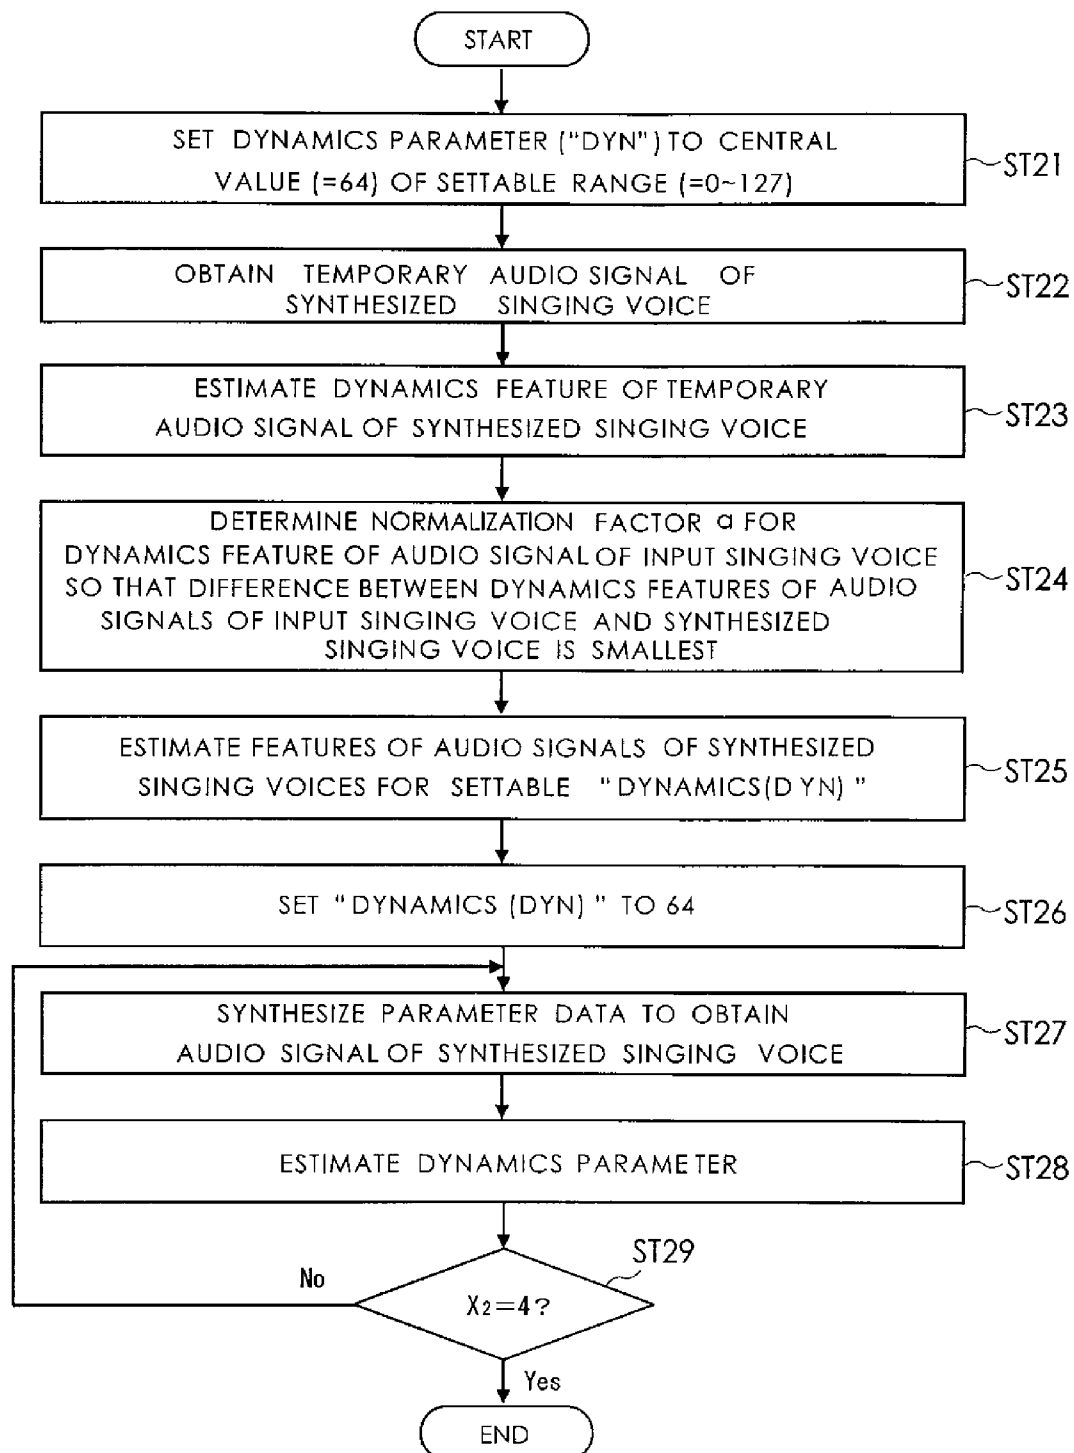 START
SET DYNAMICS PARAMETER ("DYN") TO CENTRAL
VALUE (=64) OF SETTABLE RANGE (=0~127)
ST21
OBTAIN TEMPORARY AUDIO SIGNAL OF
SYNTHESIZED SINGING VOICE
ST22
ESTIMATE DYNAMICS FEATURE OF TEMPORARY
AUDIO SIGNAL OF SYNTHESIZED SINGING VOICE
ST23
DETERMINE NORMALIZATION FACTOR α FOR
DYNAMICS FEATURE OF AUDIO SIGNAL OF INPUT SINGING VOICE
SO THAT DIFFERENCE BETWEEN DYNAMICS FEATURES OF AUDIO
SIGNALS OF INPUT SINGING VOICE AND SYNTHESIZED
SINGING VOICE IS SMALLEST
ST24
ESTIMATE FEATURES OF AUDIO SIGNALS OF SYNTHESIZED
SINGING VOICES FOR SETTABLE "DYNAMICS(DYN)"
ST25
SET "DYNAMICS (DYN)" TO 64
ST26
SYNTHESIZE PARAMETER DATA TO OBTAIN
AUDIO SIGNAL OF SYNTHESIZED SINGING VOICE
ST27
ESTIMATE DYNAMICS PARAMETER
ST28
ST29
No
X2=4?
Yes
END